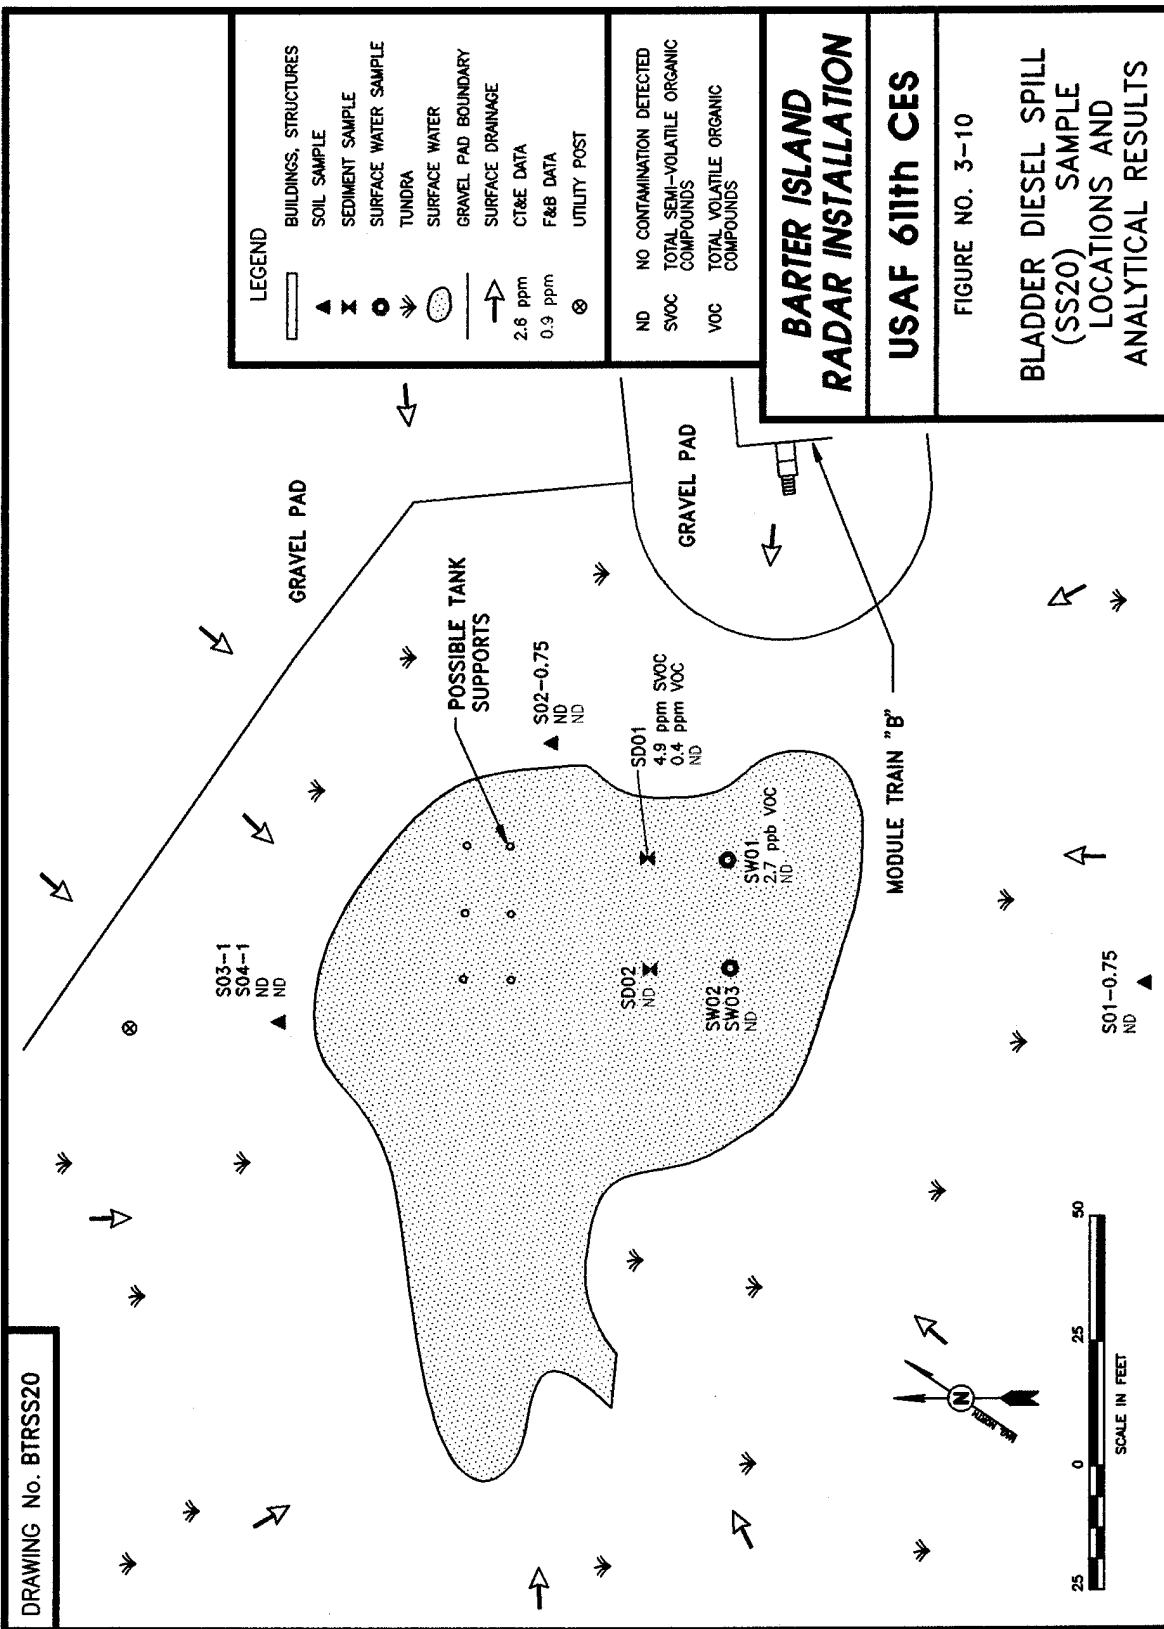 DRAWING No. BTRSS20
LEGEND
BUILDINGS, STRUCTURES
SOIL SAMPLE
SEDIMENT SAMPLE
SURFACE WATER SAMPLE
TUNDRA
SURFACE WATER
GRAVEL PAD BOUNDARY
SURFACE DRAINAGE
2.6 ppm CT&E DATA
0.9 ppm F&B DATA
UTILITY POST
ND NO CONTAMINATION DETECTED
SVOC TOTAL SEMI-VOLATILE ORGANIC
COMPOUNDS
VOC TOTAL VOLATILE ORGANIC
COMPOUNDS
BARTER ISLAND
RADAR INSTALLATION
USAF 611th CES
FIGURE NO. 3-10
BLADDER DIESEL SPILL
(SS20) SAMPLE
LOCATIONS AND
ANALYTICAL RESULTS
GRAVEL PAD
GRAVEL PAD
POSSIBLE TANK
SUPPORTS
S03-1
S04-1
ND
ND
S02-0.75
ND
ND
SD01
4.9 ppm SVOC
0.4 ppm VOC
ND
SD02
ND
SW01
2.7 ppb VOC
ND
SW02
SW03
ND
MODULE TRAIN "B"
S01-0.75
ND
N
MAG. NORTH
25 0 25 50
SCALE IN FEET